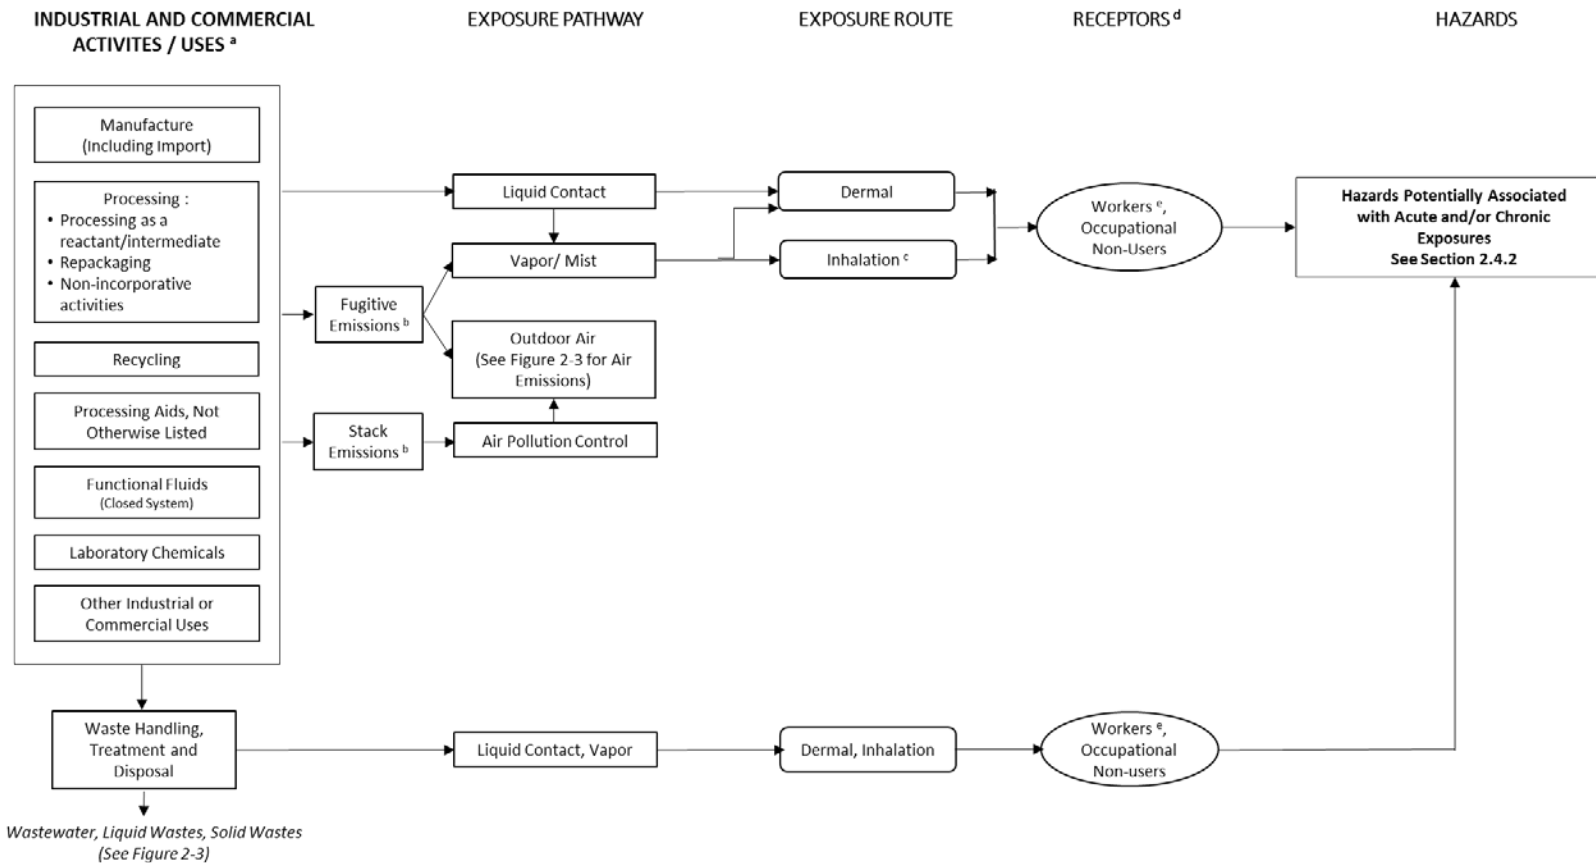 INDUSTRIAL AND COMMERCIAL
ACTIVITES / USES a
EXPOSURE PATHWAY
EXPOSURE ROUTE
RECEPTORS d
HAZARDS
Manufacture
(Including Import)
Processing :
• Processing as a
reactant/intermediate
• Repackaging
• Non-incorporative
activities
Recycling
Processing Aids, Not
Otherwise Listed
Functional Fluids
(Closed System)
Laboratory Chemicals
Other Industrial or
Commercial Uses
Fugitive
Emissions b
Stack
Emissions b
Liquid Contact
Vapor/ Mist
Outdoor Air
(See Figure 2-3 for Air
Emissions)
Air Pollution Control
Dermal
Inhalation c
Workers e,
Occupational
Non-Users
Hazards Potentially Associated
with Acute and/or Chronic
Exposures
See Section 2.4.2
Waste Handling,
Treatment and
Disposal
Liquid Contact, Vapor
Dermal, Inhalation
Workers e,
Occupational
Non-users
Wastewater, Liquid Wastes, Solid Wastes
(See Figure 2-3)